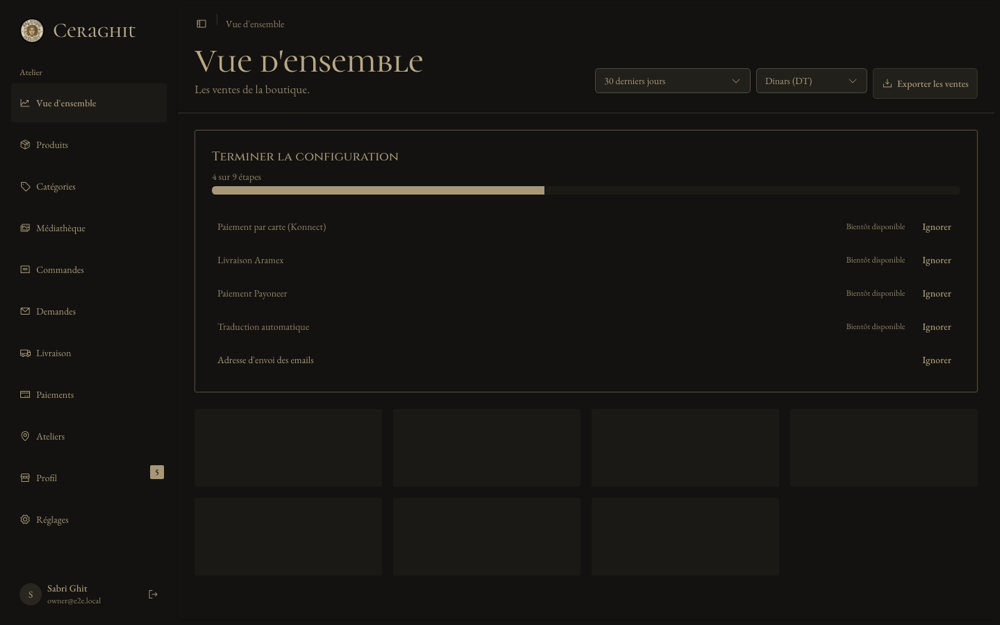 Ceraghit
Atelier
Vue d'ensemble
Produits
Catégories
Médiathèque
Commandes
Demandes
Livraison
Paiements
Ateliers
Profil
5
Réglages
S
Sabri Ghit
owner@e2e.local
Vue d'ensemble
Vue d'ensemble
Les ventes de la boutique.
30 derniers jours
Dinars (DT)
Exporter les ventes
Terminer la configuration
4 sur 9 étapes
Paiement par carte (Konnect)
Bientôt disponible
Ignorer
Livraison Aramex
Bientôt disponible
Ignorer
Paiement Payoneer
Bientôt disponible
Ignorer
Traduction automatique
Bientôt disponible
Ignorer
Adresse d'envoi des emails
Ignorer